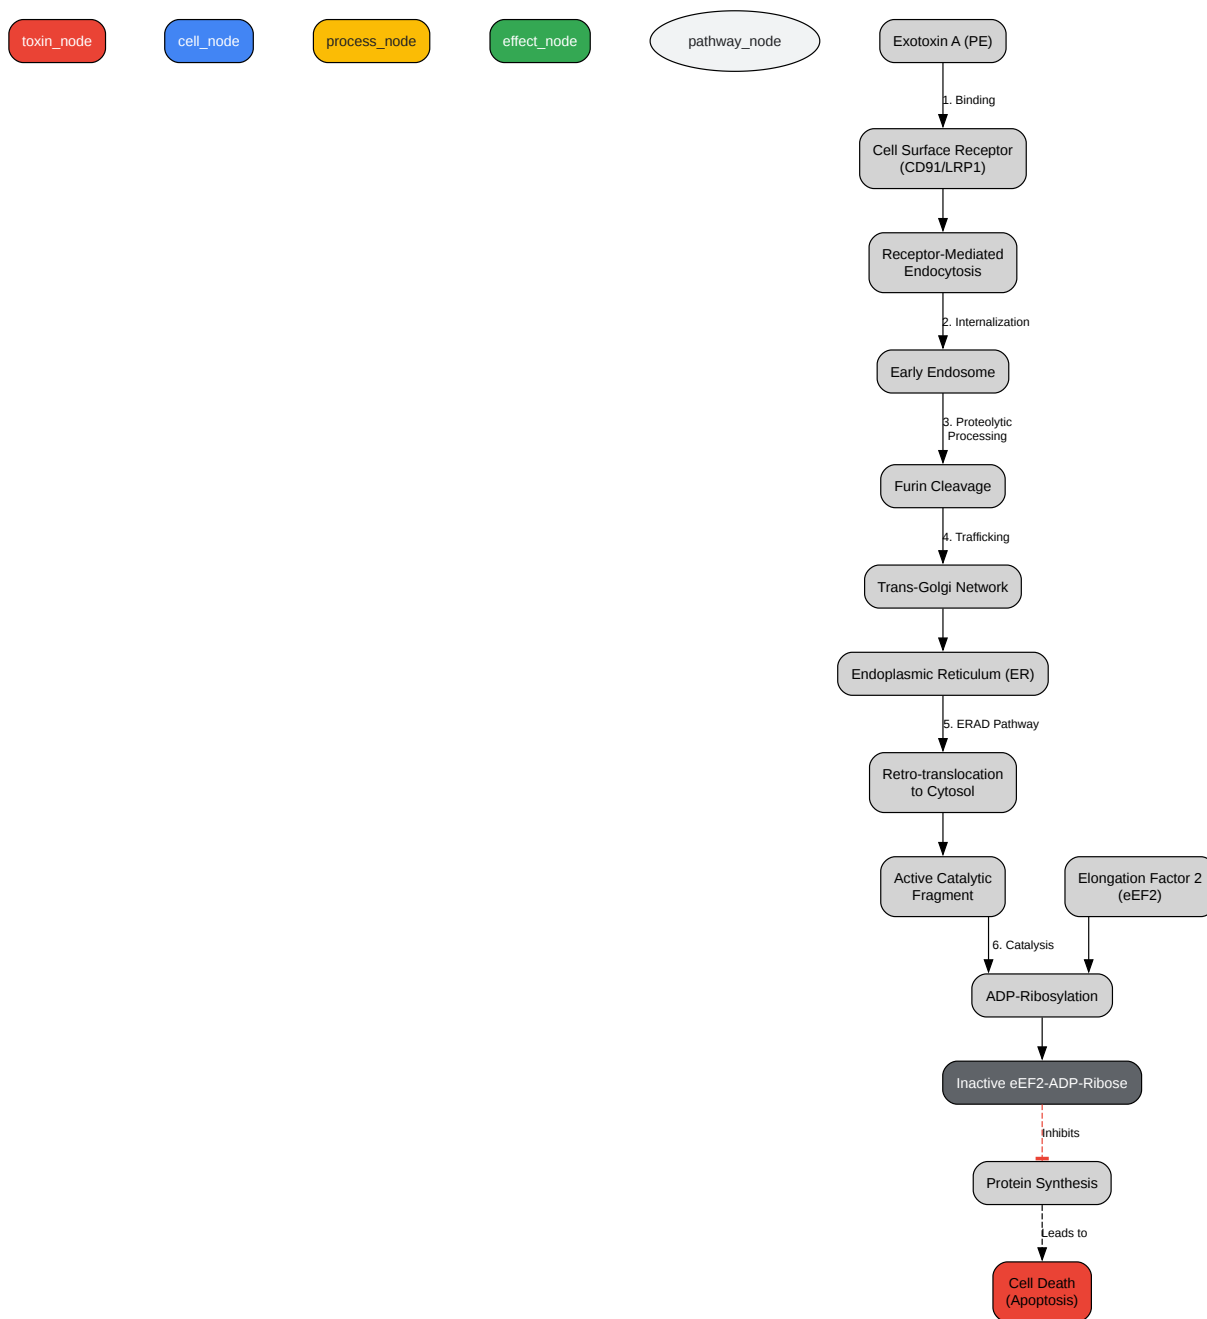 toxin_node
cell_node
process_node
effect_node
pathway_node
Exotoxin A (PE)
1. Binding
Cell Surface Receptor
(CD91/LRP1)
Receptor-Mediated
Endocytosis
2. Internalization
Early Endosome
3. Proteolytic
Processing
Furin Cleavage
4. Trafficking
Trans-Golgi Network
Endoplasmic Reticulum (ER)
5. ERAD Pathway
Retro-translocation
to Cytosol
Active Catalytic
Fragment
Elongation Factor 2
(eEF2)
6. Catalysis
ADP-Ribosylation
Inactive eEF2-ADP-Ribose
Inhibits
Protein Synthesis
Leads to
Cell Death
(Apoptosis)